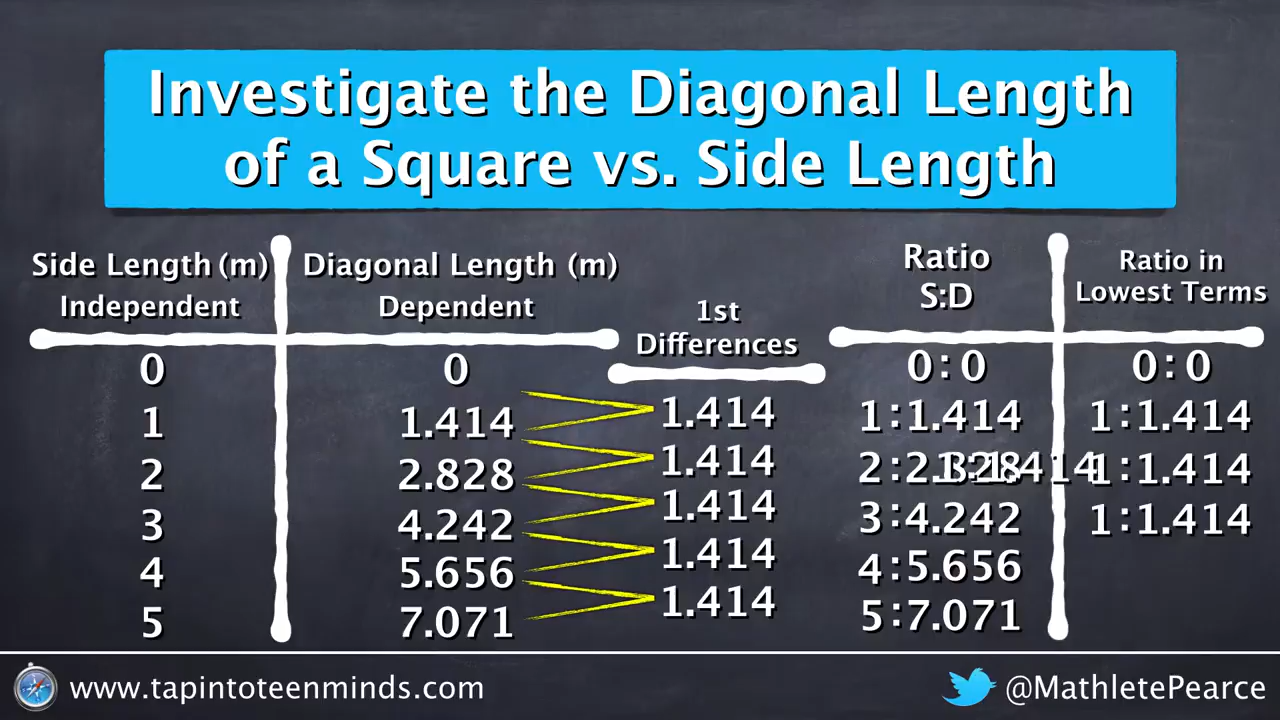 Investigate the Diagonal Length
of a Square vs. Side Length
Side Length (m) Diagonal Length (m) Ratio Ratio in
Independent Dependent 1st S:D Lowest Terms
Differences
0 0 0:0 0:0
1 1.414 1.414 1:1.414 1:1.414
2 2.828 1.414 2:2.828 1:1.414
3 4.242 1.414 3:4.242 1:1.414
4 5.656 1.414 4:5.656
5 7.071 1.414 5:7.071
www.tapintoteenminds.com @MathletePearce